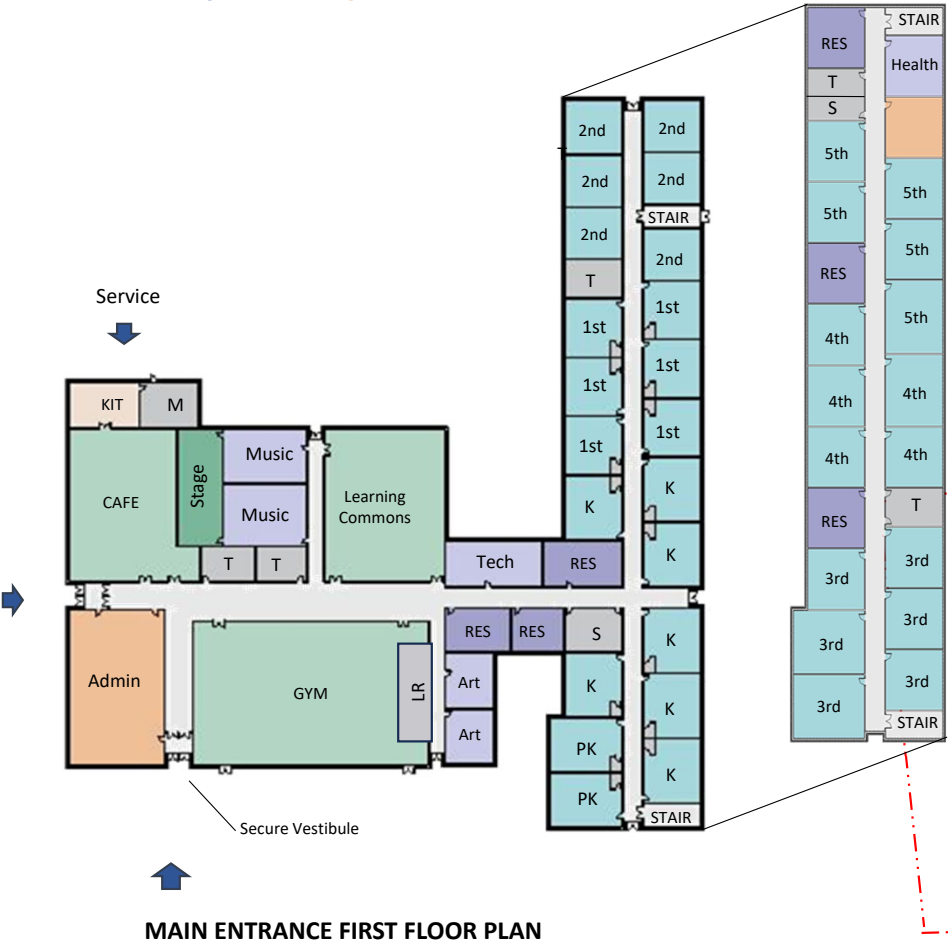 STAIR
RES
Health
T
S
5th
5th
5th
5th
RES
5th
4th
4th
4th
4th
4th
RES
T
3rd
3rd
3rd
3rd
3rd
3rd
STAIR
2nd
2nd
2nd
2nd
STAIR
2nd
2nd
T
1st
1st
1st
1st
1st
1st
K
K
K
Service
KIT
M
CAFE
Stage
Music
Music
T
T
Learning
Commons
Tech
RES
RES
RES
S
K
Admin
GYM
LR
Art
Art
K
K
PK
K
PK
STAIR
Secure Vestibule
MAIN ENTRANCE FIRST FLOOR PLAN